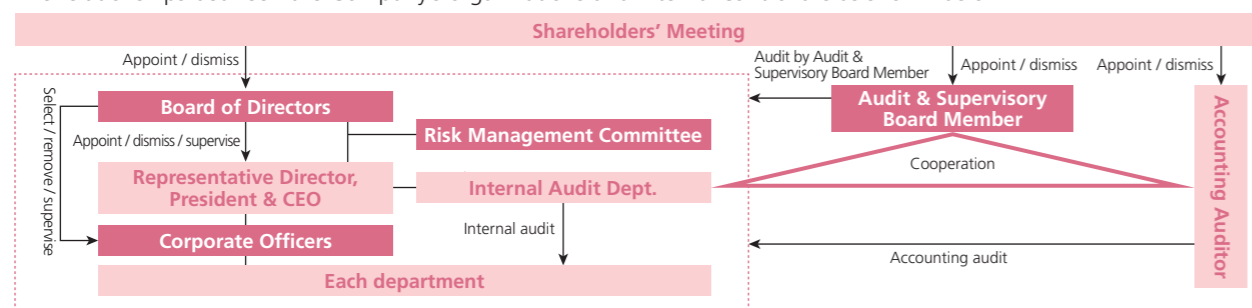 Shareholders' Meeting
Appoint / dismiss
Audit by Audit &
Supervisory Board Member
Appoint / dismiss
Appoint / dismiss
Select / remove / supervise
Board of Directors
Audit & Supervisory
Board Member
Accounting Auditor
Appoint / dismiss / supervise
Risk Management Committee
Cooperation
Representative Director,
President & CEO
Internal Audit Dept.
Internal audit
Corporate Officers
Accounting audit
Each department